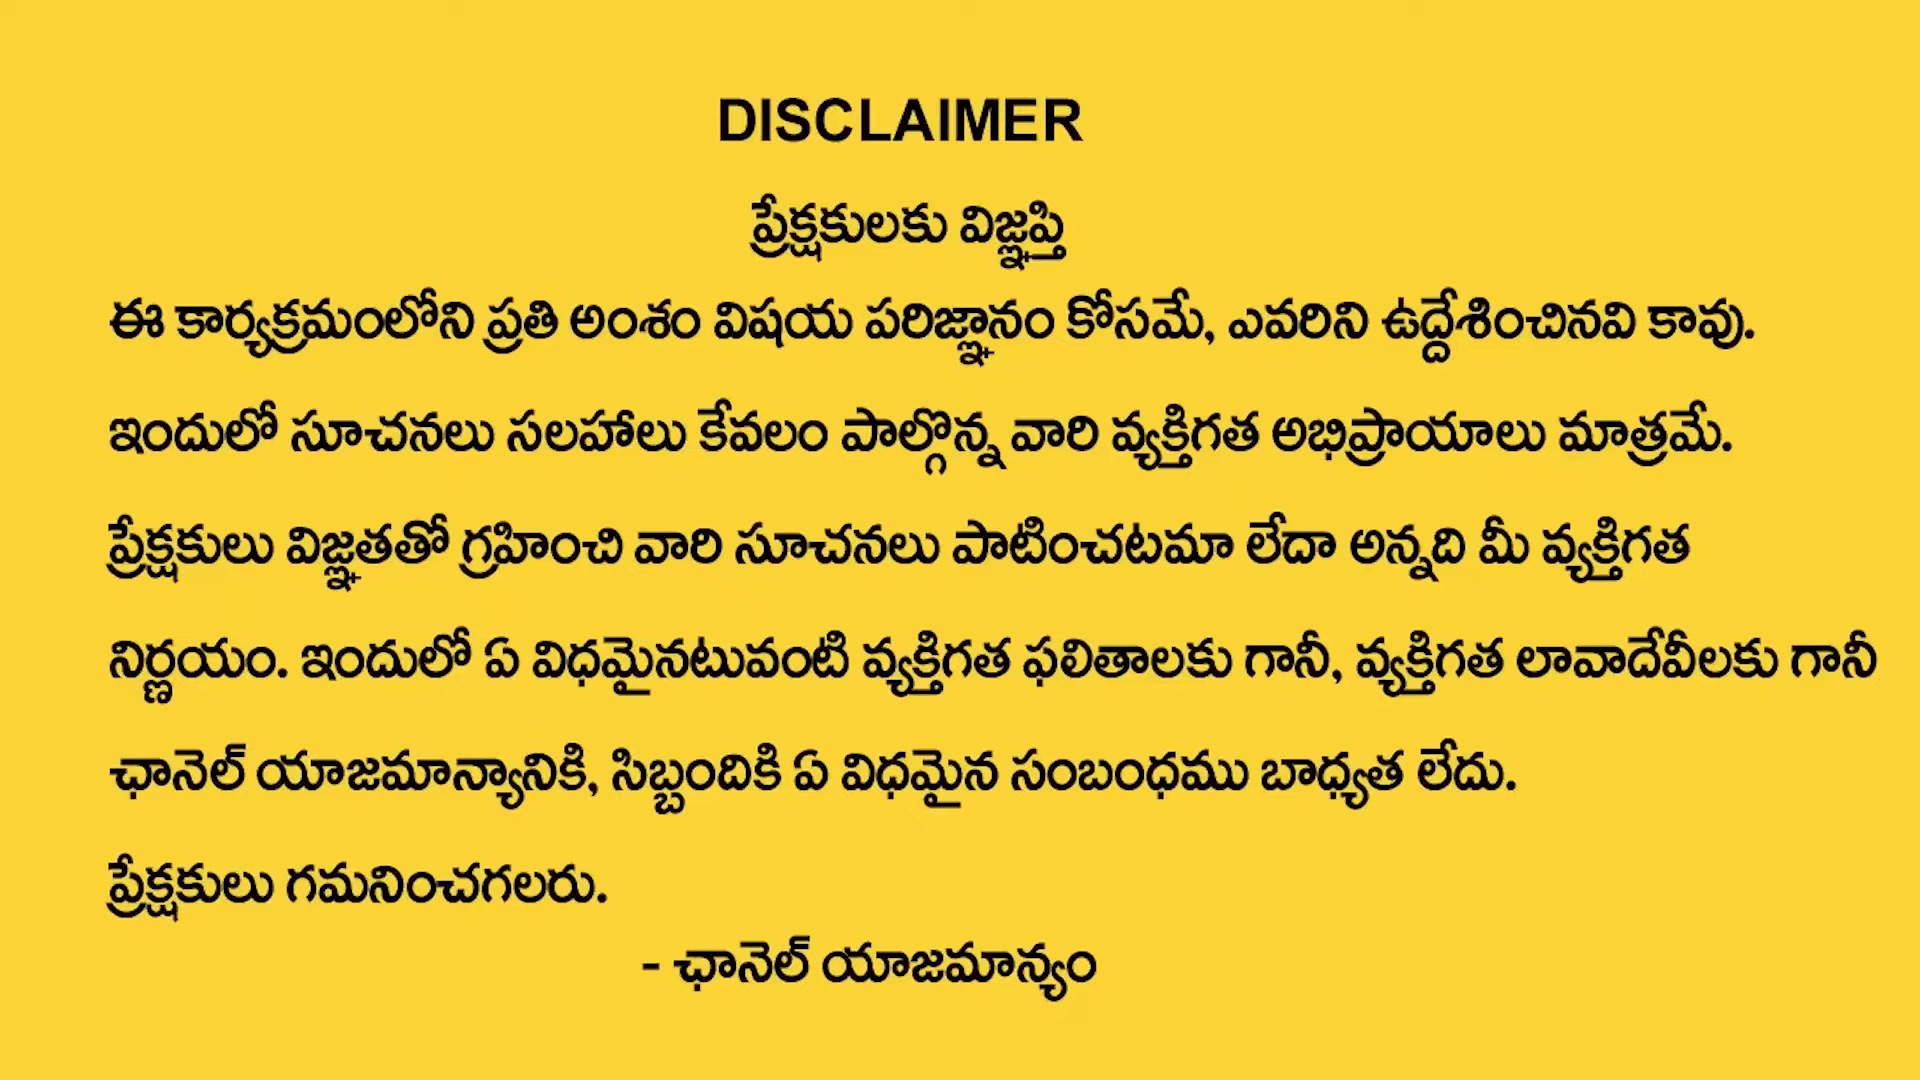 DISCLAIMER
ప్రేక్షకులకు విజ్ఞప్తి
ఈ కార్యక్రమంలోని ప్రతి అంశం విషయ పరిజ్ఞానం కోసమే, ఎవరిని ఉద్దేశించినవి కావు.
ఇందులో సూచనలు సలహాలు కేవలం పాల్గొన్న వారి వ్యక్తిగత అభిప్రాయాలు మాత్రమే.
ప్రేక్షకులు విజ్ఞతతో గ్రహించి వారి సూచనలు పాటించటమా లేదా అన్నది మీ వ్యక్తిగత
నిర్ణయం. ఇందులో ఏ విధమైనటువంటి వ్యక్తిగత ఫలితాలకు గానీ, వ్యక్తిగత లావాదేవీలకు గానీ
ఛానెల్ యాజమాన్యానికి, సిబ్బందికి ఏ విధమైన సంబంధము బాధ్యత లేదు.
ప్రేక్షకులు గమనించగలరు.
- ఛానెల్ యాజమాన్యం